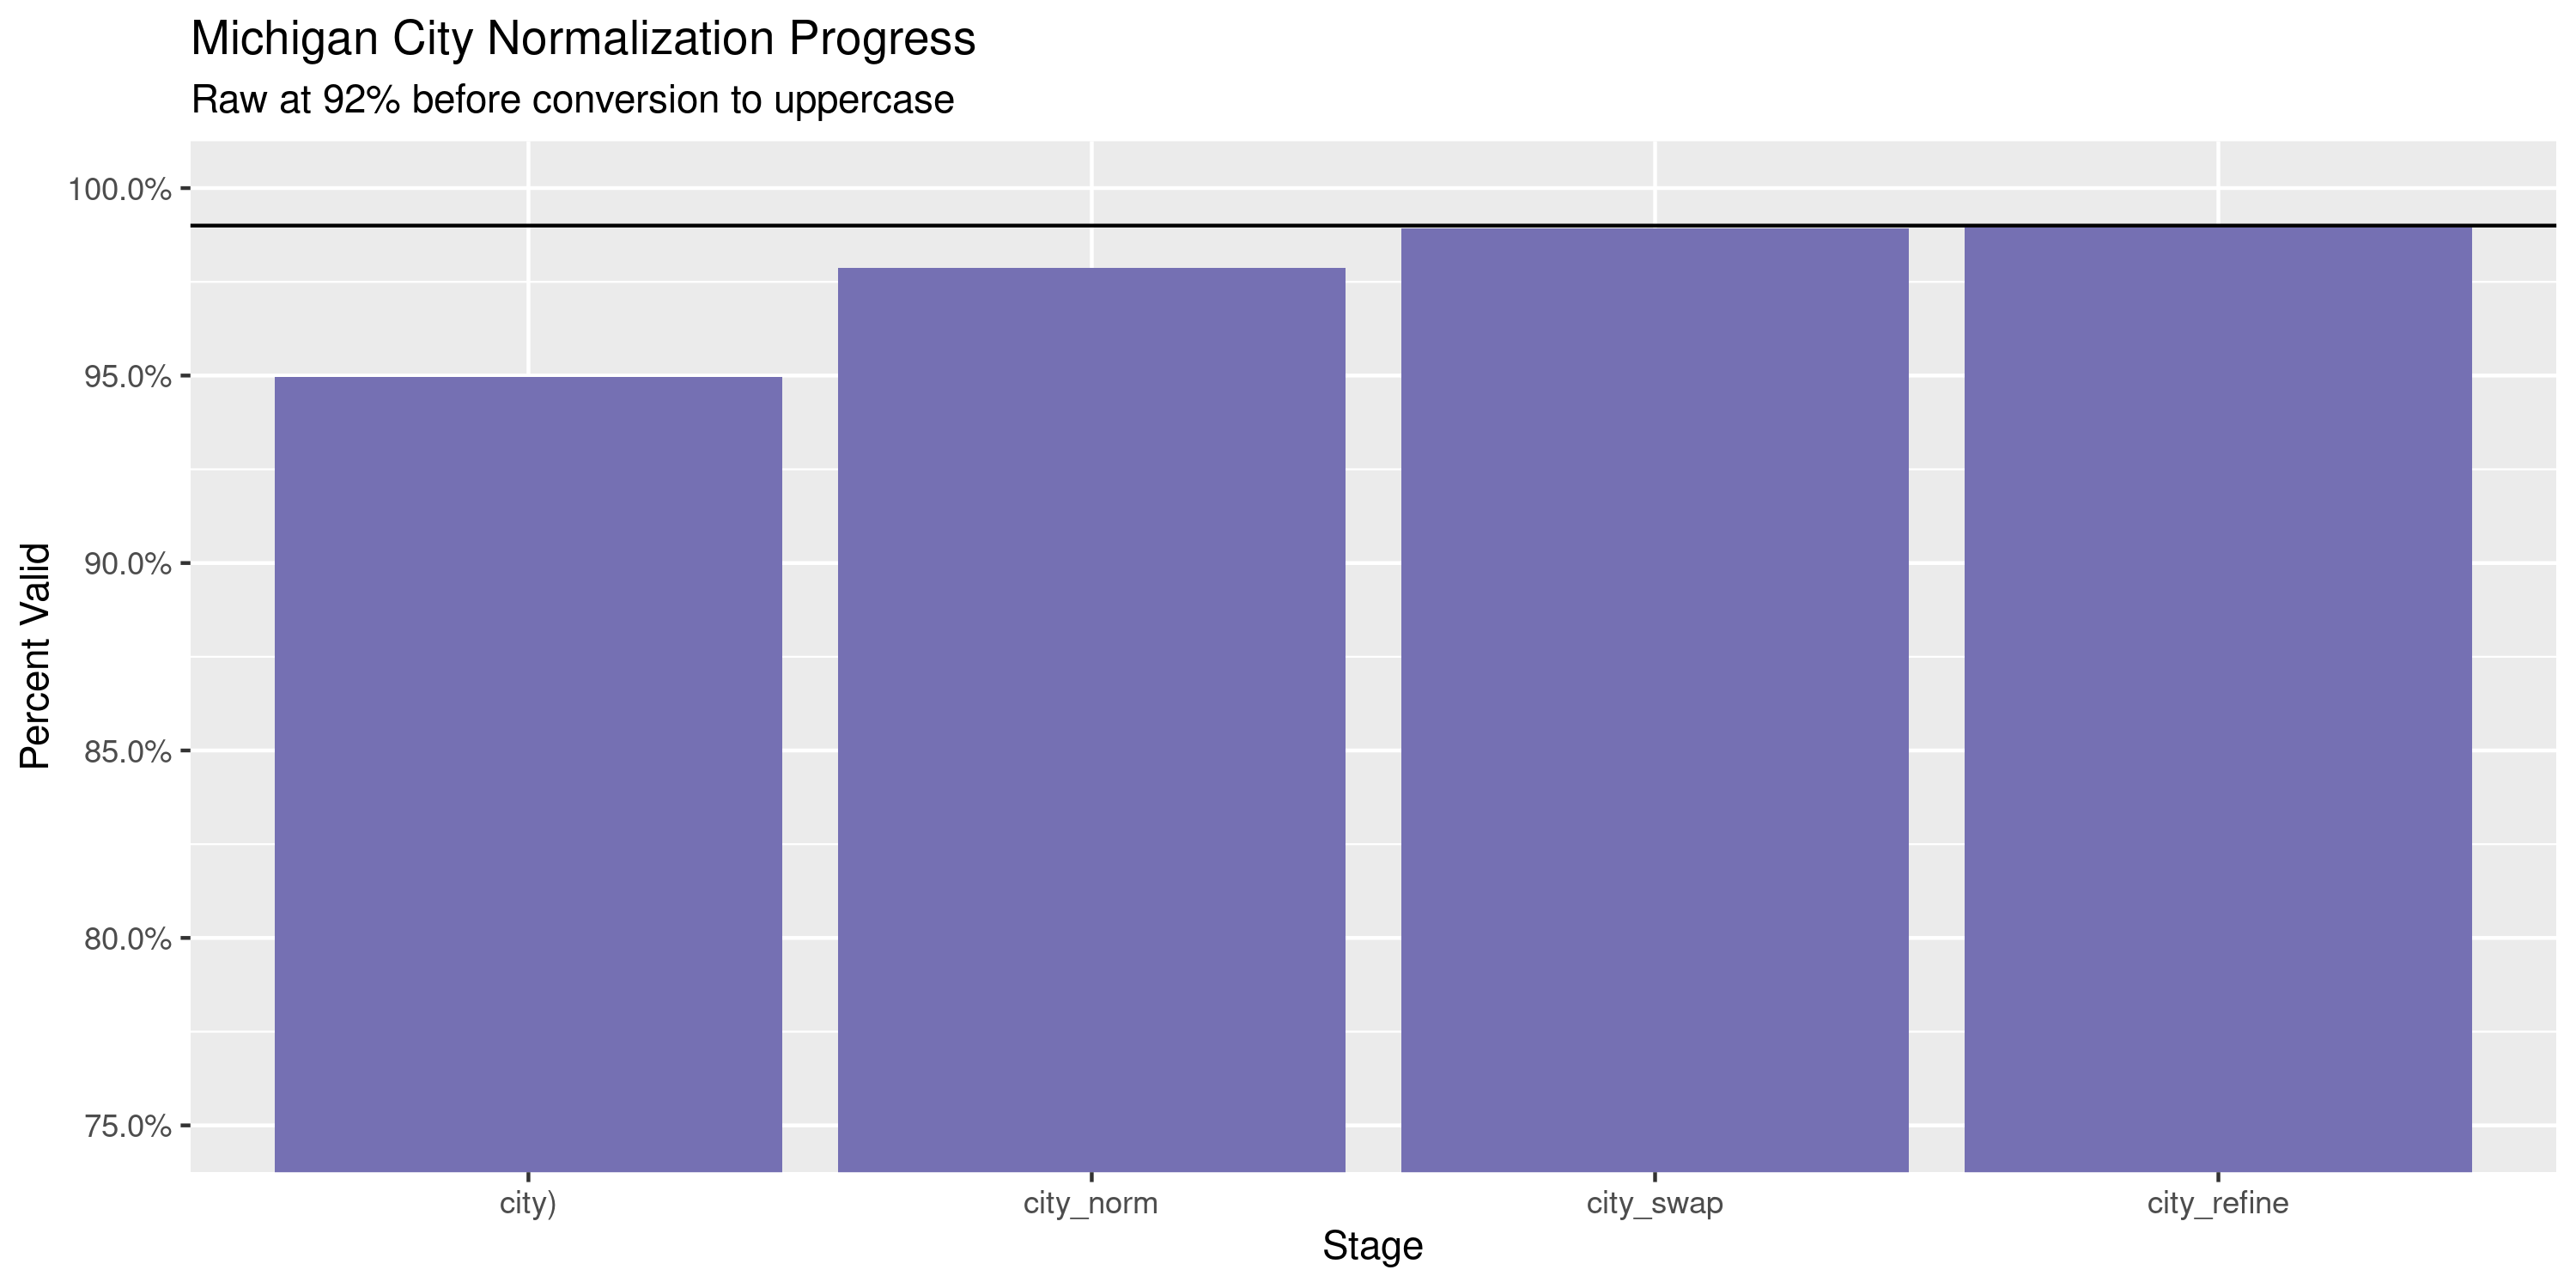 Michigan City Normalization Progress
Raw at 92% before conversion to uppercase
100.0%
95.0%
90.0%
85.0%
80.0%
75.0%
Percent Valid
city)
city_norm
city_swap
city_refine
Stage